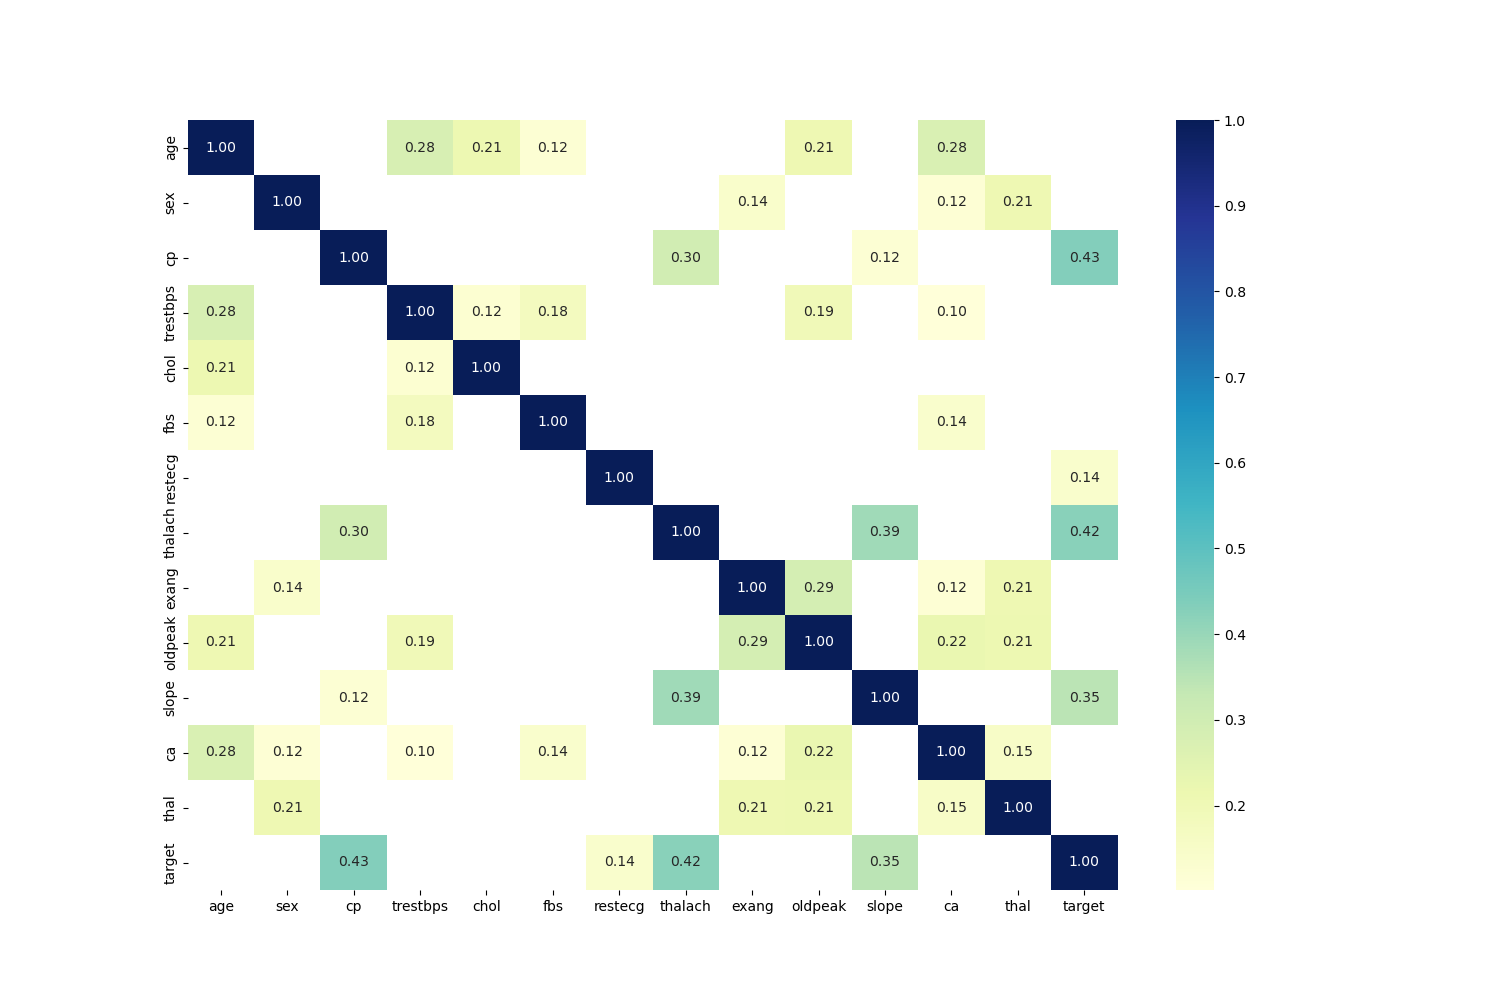 1.0
age 1.00 0.28 0.21 0.12 0.21 0.28
0.9
sex 1.00 0.14 0.12 0.21
cp 1.00 0.30 0.12 0.43
0.8
trestbps 0.28 1.00 0.12 0.18 0.19 0.10
chol 0.21 0.12 1.00
0.7
fbs 0.12 0.18 1.00 0.14
0.6
restecg 1.00 0.14
thalach 0.30 1.00 0.39 0.42
0.5
exang 0.14 1.00 0.29 0.12 0.21
0.4
oldpeak 0.21 0.19 0.29 1.00 0.22 0.21
slope 0.12 0.39 1.00 0.35
0.3
ca 0.28 0.12 0.10 0.14 0.12 0.22 1.00 0.15
thal 0.21 0.21 0.21 0.15 1.00
0.2
target 0.43 0.14 0.42 0.35 1.00
age sex cp trestbps chol fbs restecg thalach exang oldpeak slope ca thal target